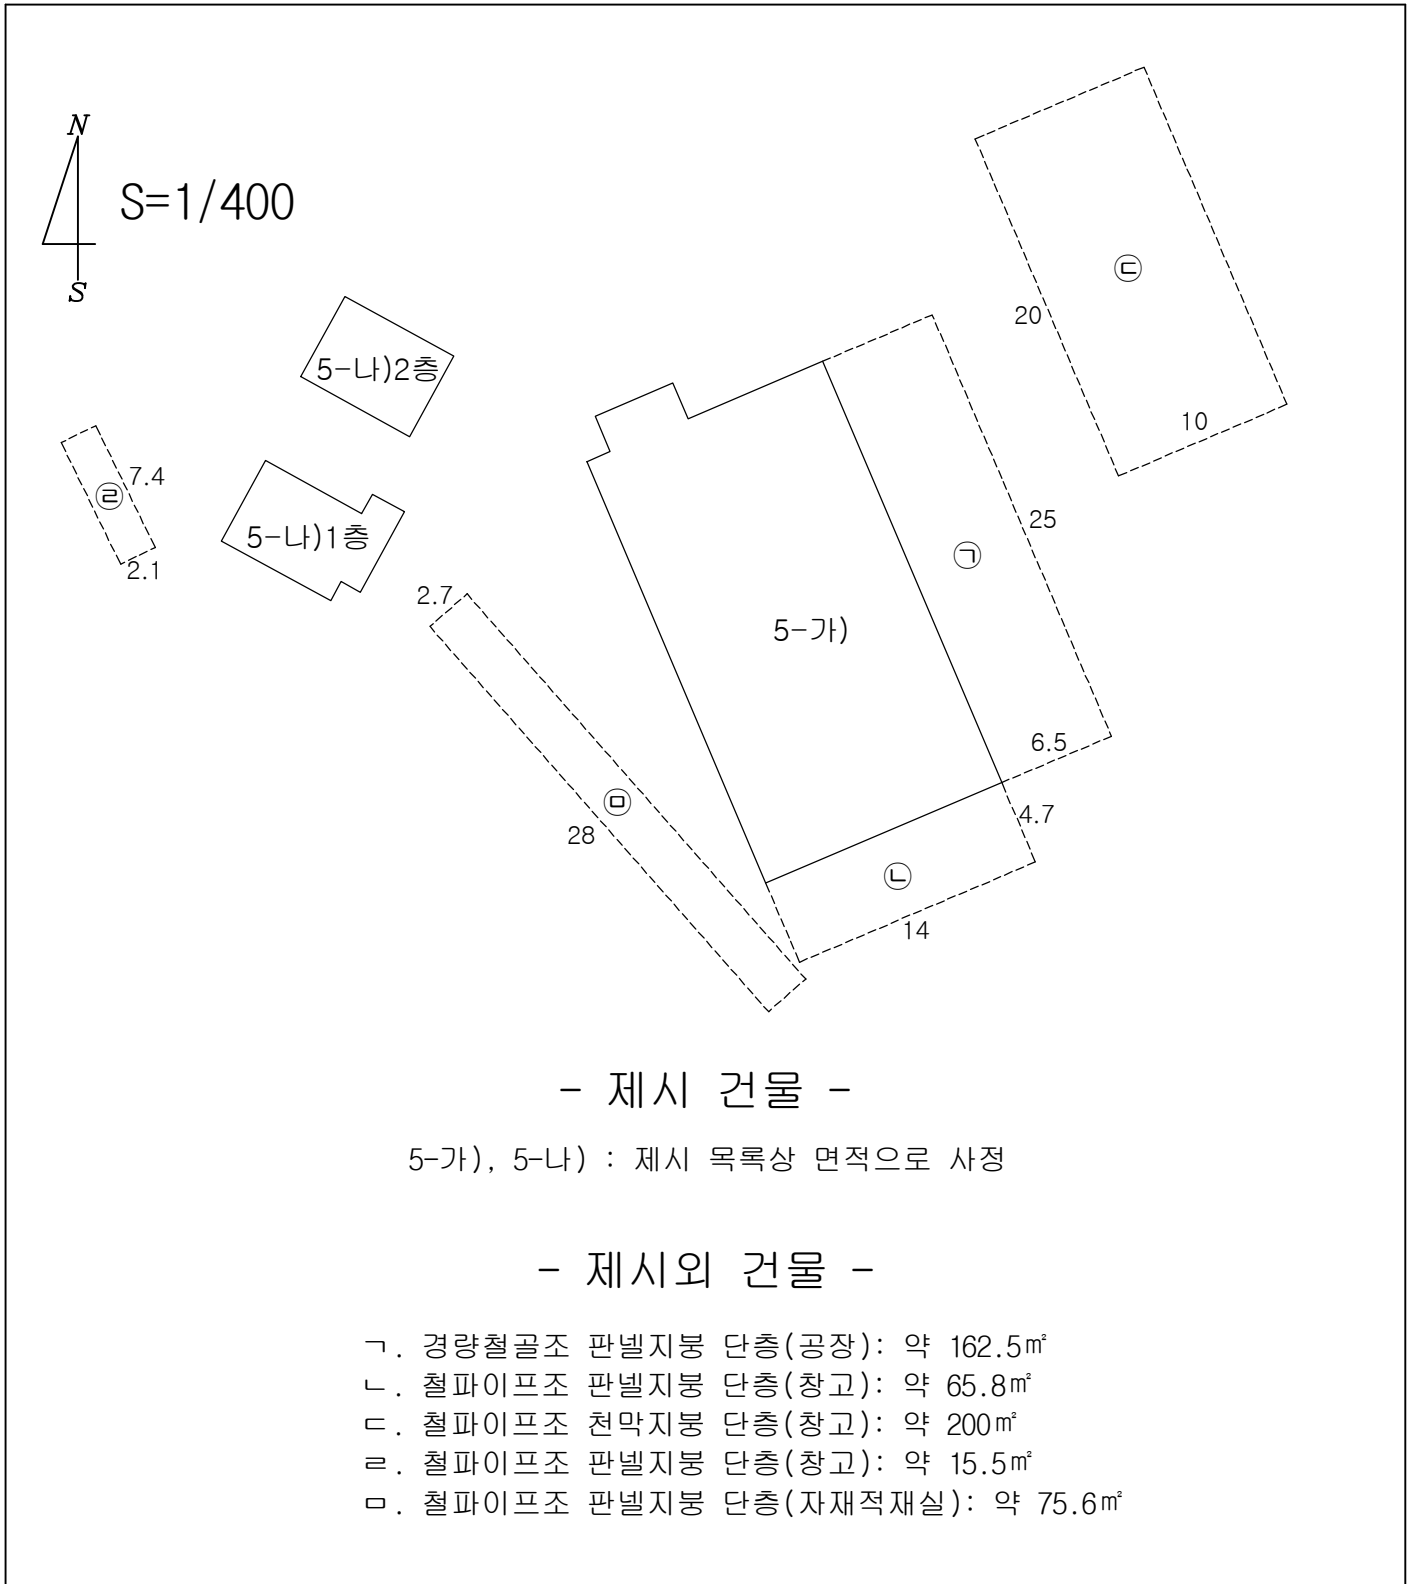 N
S=1/400
S
㉢
20
10
5-나)2층
7.4
㉣
2.1
5-나)1층
25
㉠
2.7
5-가)
6.5
4.7
㉤
28
㉡
14
- 제시 건물 -
5-가), 5-나) : 제시 목록상 면적으로 사정
- 제시외 건물 -
ㄱ. 경량철골조 판넬지붕 단층(공장): 약 162.5㎡
ㄴ. 철파이프조 판넬지붕 단층(창고): 약 65.8㎡
ㄷ. 철파이프조 천막지붕 단층(창고): 약 200㎡
ㄹ. 철파이프조 판넬지붕 단층(창고): 약 15.5㎡
ㅁ. 철파이프조 판넬지붕 단층(자재적재실): 약 75.6㎡